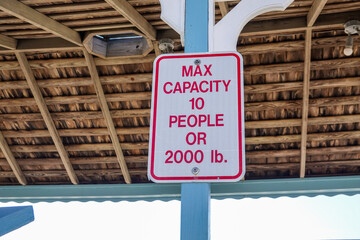 MAX
CAPACITY
10
PEOPLE
OR
2000 lb.